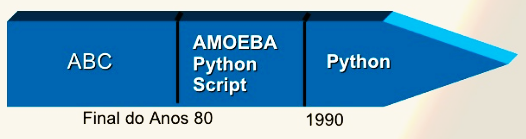 ABC
AMOEBA
Python
Script
Python
Final do Anos 80
1990